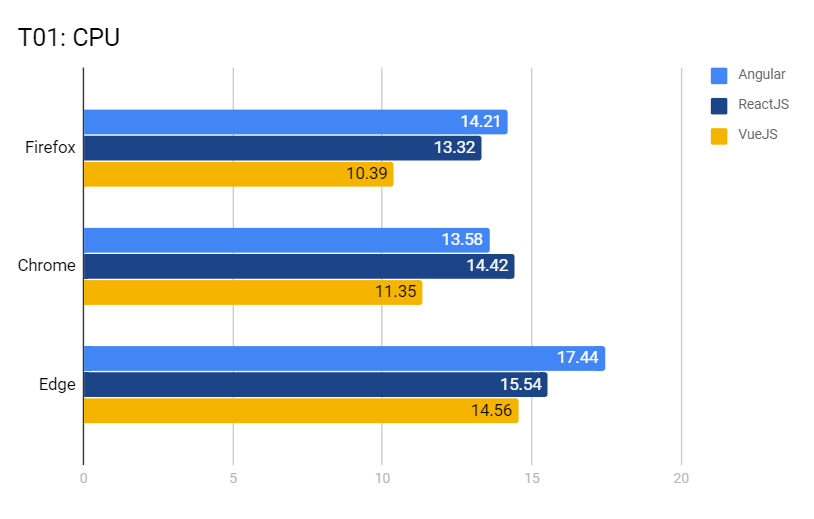 T01: CPU
Angular
ReactJS
VueJS
Firefox
14.21
13.32
10.39
Chrome
13.58
14.42
11.35
Edge
17.44
15.54
14.56
0 5 10 15 20